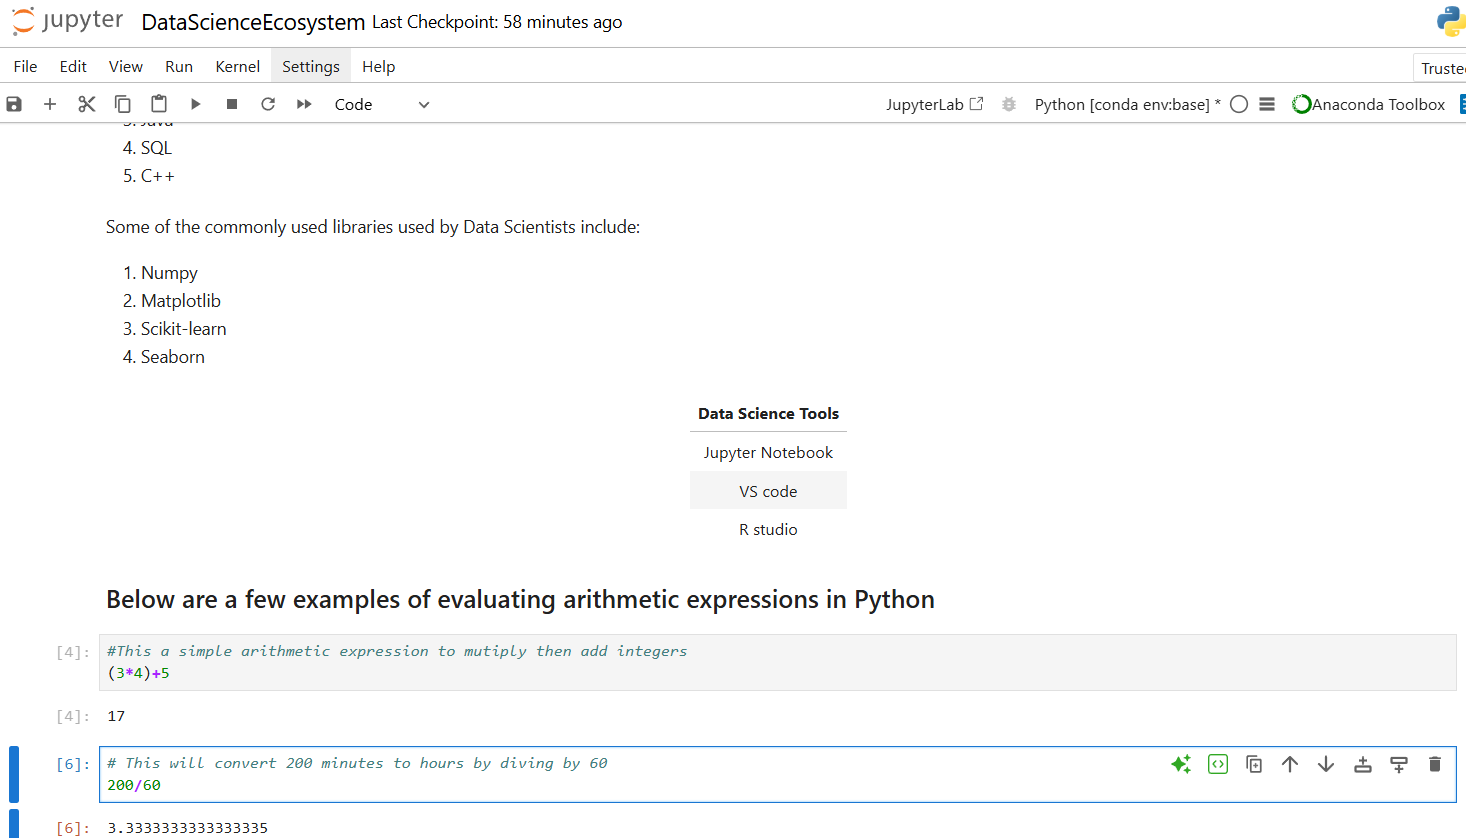 jupyter DataScienceEcosystem Last Checkpoint: 58 minutes ago
File Edit View Run Kernel Settings Help
Truste
Code JupyterLab Python [conda env:base] * Anaconda Toolbox
3. Java
4. SQL
5. C++
Some of the commonly used libraries used by Data Scientists include:
1. Numpy
2. Matplotlib
3. Scikit-learn
4. Seaborn
Data Science Tools
Jupyter Notebook
VS code
R studio
Below are a few examples of evaluating arithmetic expressions in Python
[4]: #This a simple arithmetic expression to mutiply then add integers
(3*4)+5
[4]: 17
[6]: # This will convert 200 minutes to hours by diving by 60
200/60
[6]: 3.3333333333333335